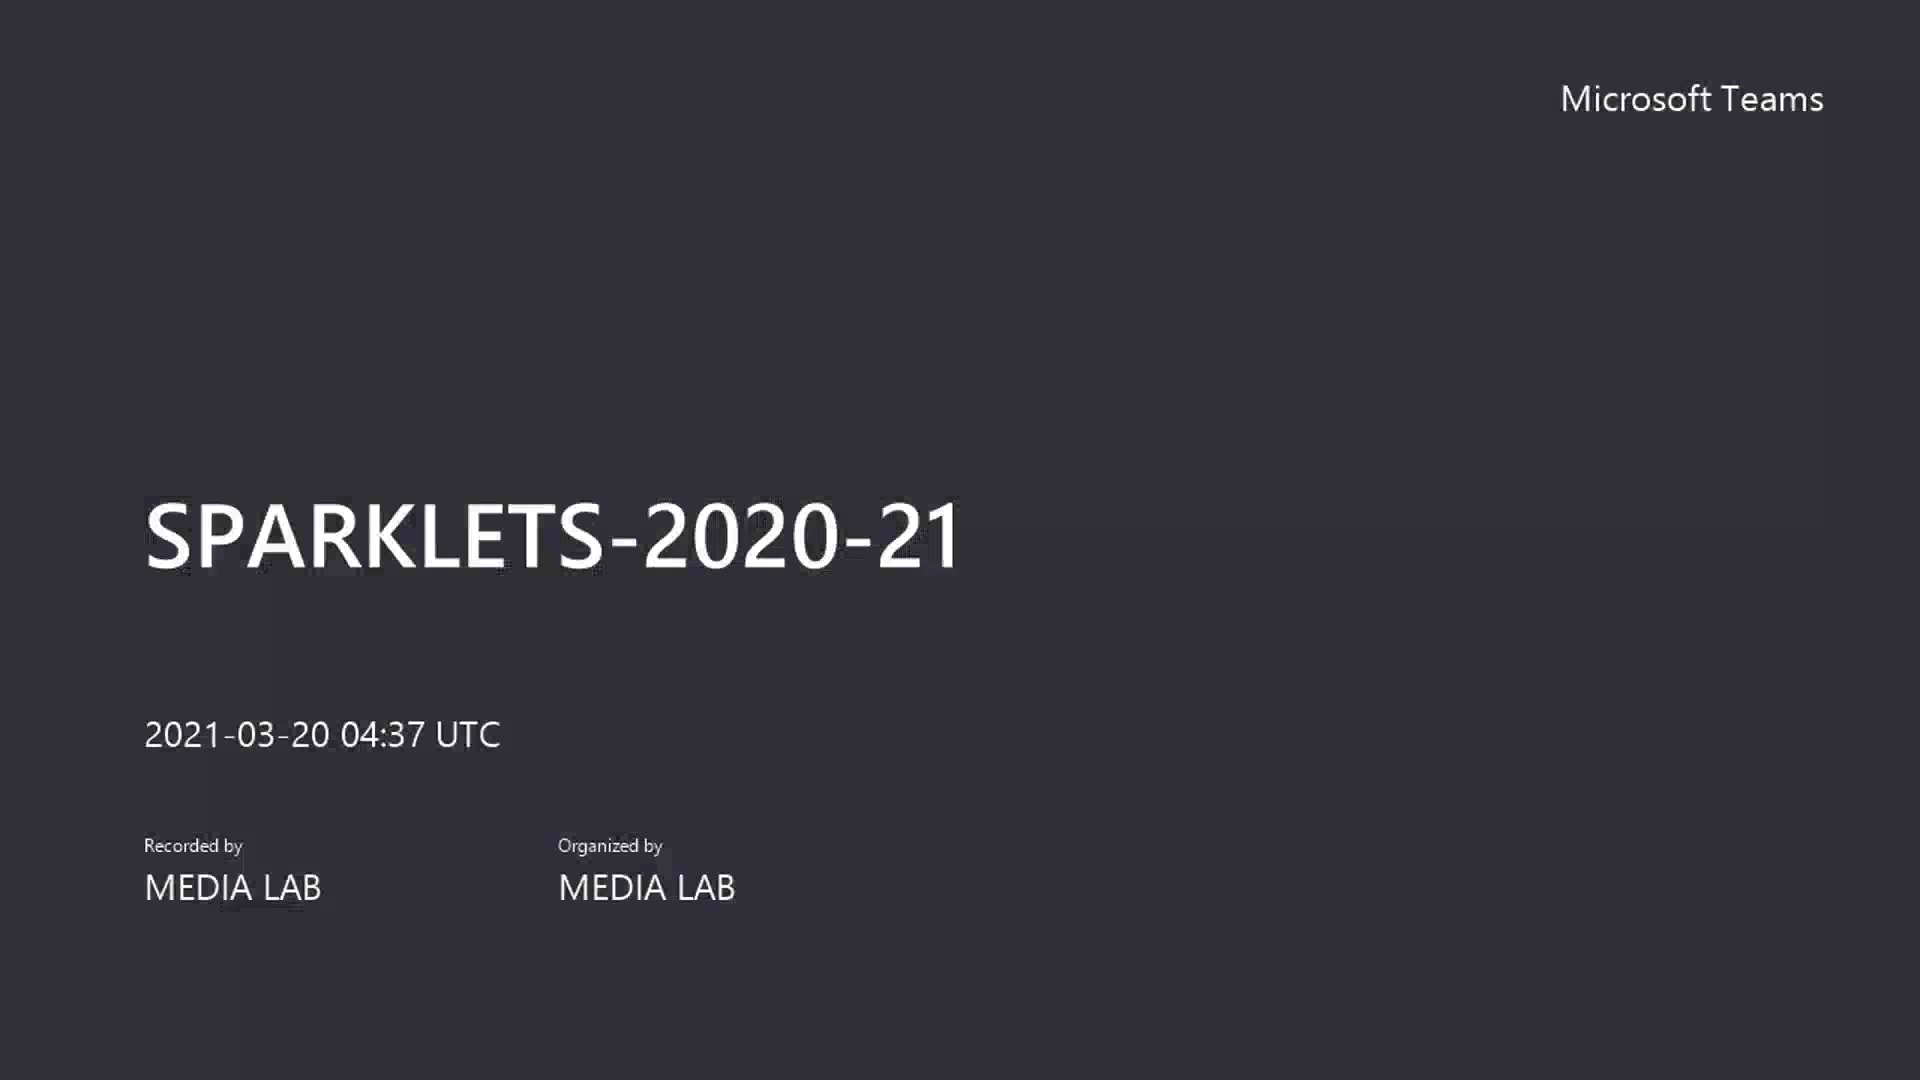 Microsoft Teams
SPARKLETS-2020-21
2021-03-20 04:37 UTC
Recorded by
MEDIA LAB
Organized by
MEDIA LAB